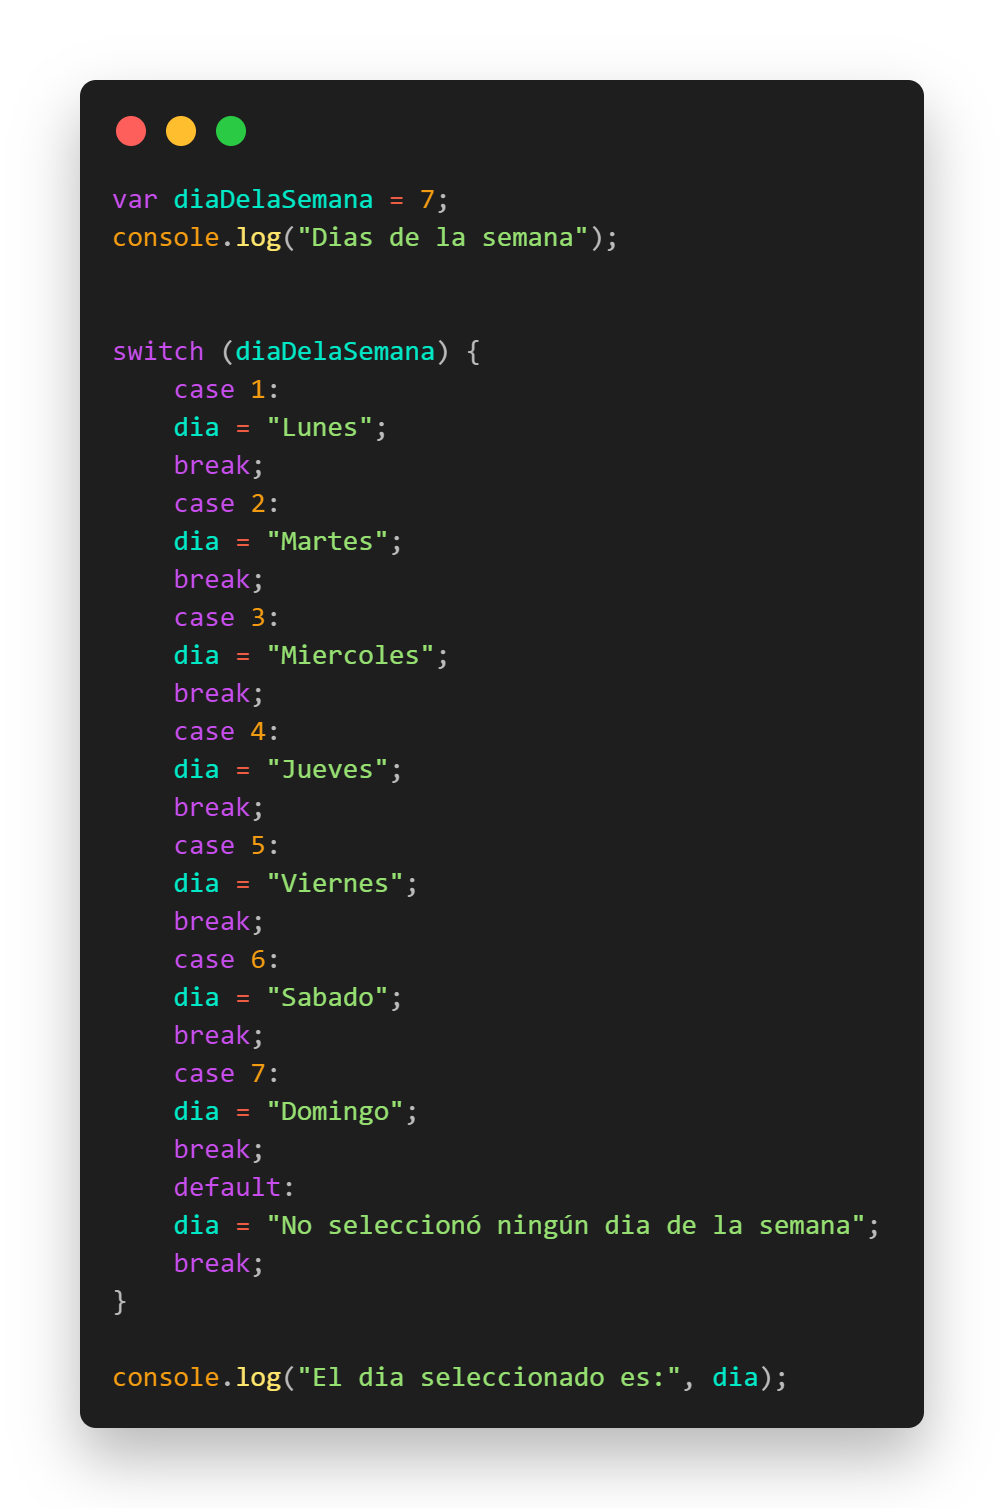 var diaDelaSemana = 7;
console.log("Dias de la semana");
switch (diaDelaSemana) {
    case 1:
    dia = "Lunes";
    break;
    case 2:
    dia = "Martes";
    break;
    case 3:
    dia = "Miercoles";
    break;
    case 4:
    dia = "Jueves";
    break;
    case 5:
    dia = "Viernes";
    break;
    case 6:
    dia = "Sabado";
    break;
    case 7:
    dia = "Domingo";
    break;
    default:
    dia = "No seleccionó ningún dia de la semana";
    break;
}
console.log("El dia seleccionado es:", dia);